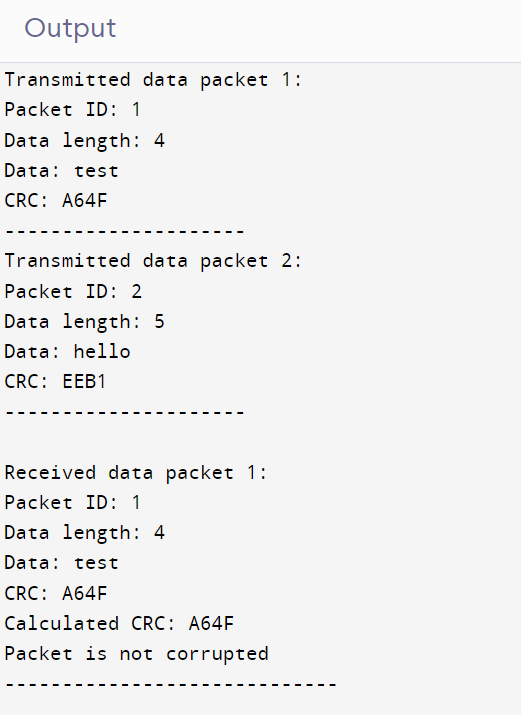 Output
Transmitted data packet 1:
Packet ID: 1
Data length: 4
Data: test
CRC: A64F
---------------------
Transmitted data packet 2:
Packet ID: 2
Data length: 5
Data: hello
CRC: EEB1
---------------------
Received data packet 1:
Packet ID: 1
Data length: 4
Data: test
CRC: A64F
Calculated CRC: A64F
Packet is not corrupted
-----------------------------